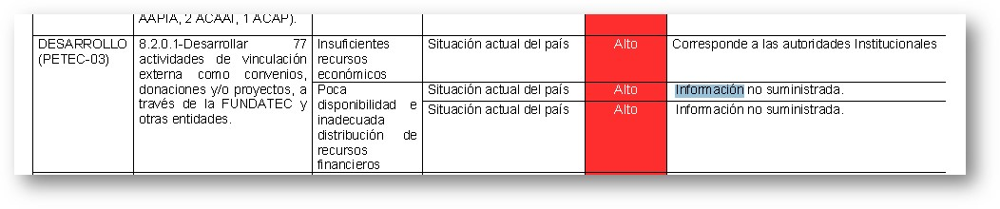 AAPIA, 2 ACAAI, 1 ACAP).
DESARROLLO
(PETEC-03)
8.2.0.1-Desarrollar 77
actividades de vinculación
externa como convenios,
donaciones y/o proyectos, a
través de la FUNDATEC y
otras entidades.
Insuficientes
recursos
económicos
Situación actual del país
Alto
Corresponde a las autoridades Institucionales
Poca
disponibilidad e
inadecuada
distribución de
recursos
financieros
Situación actual del país
Alto
Información no suministrada.
Situación actual del país
Alto
Información no suministrada.